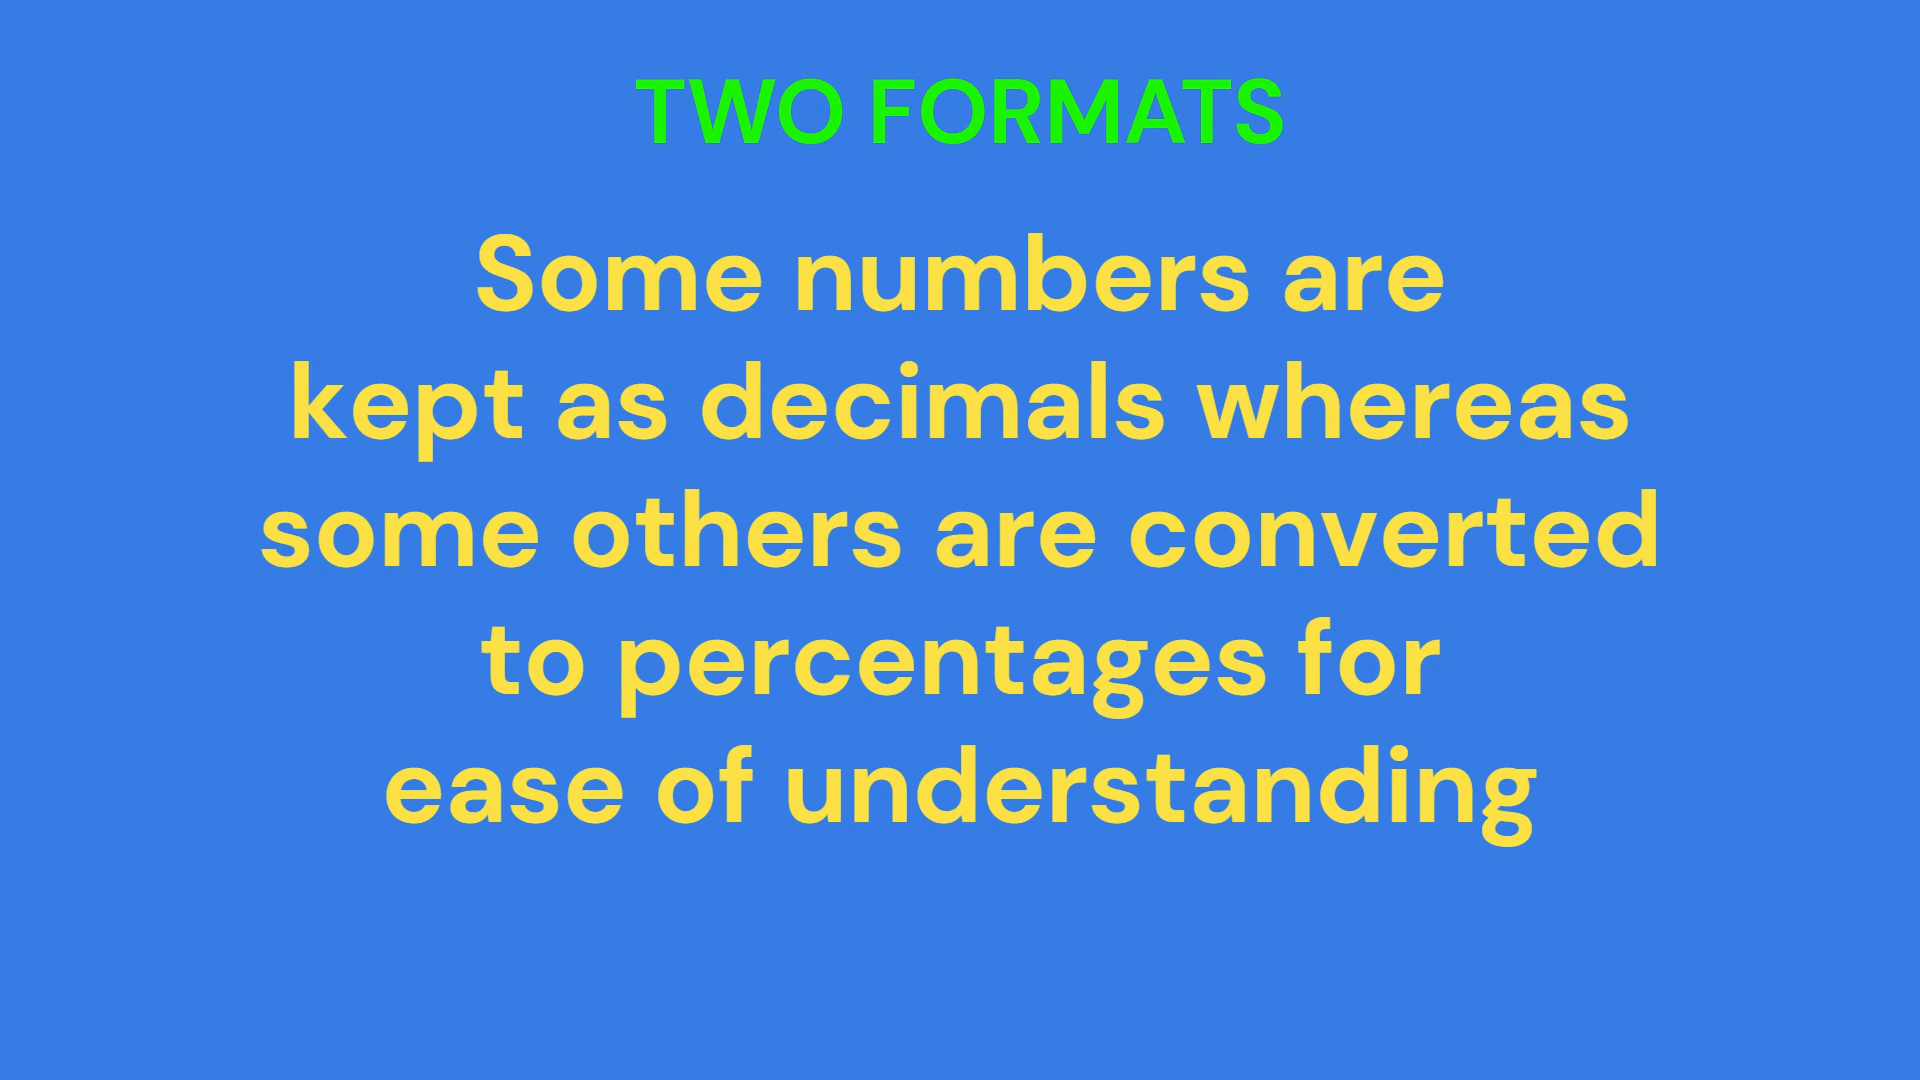 TWO FORMATS
Some numbers are
kept as decimals whereas
some others are converted
to percentages for
ease of understanding